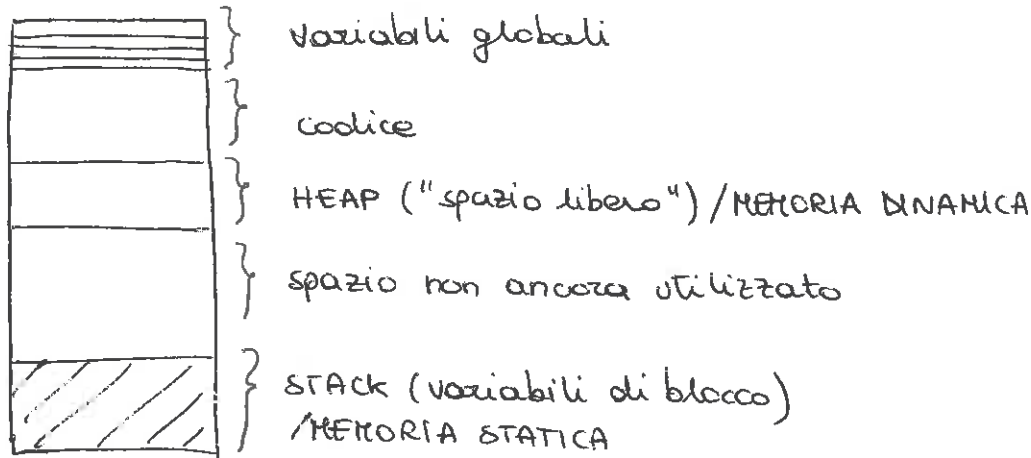 variabili globali
codice
HEAP ("spazio libero") / MEMORIA DINAMICA
spazio non ancora utilizzato
STACK (variabili di blocco)
/MEMORIA STATICA